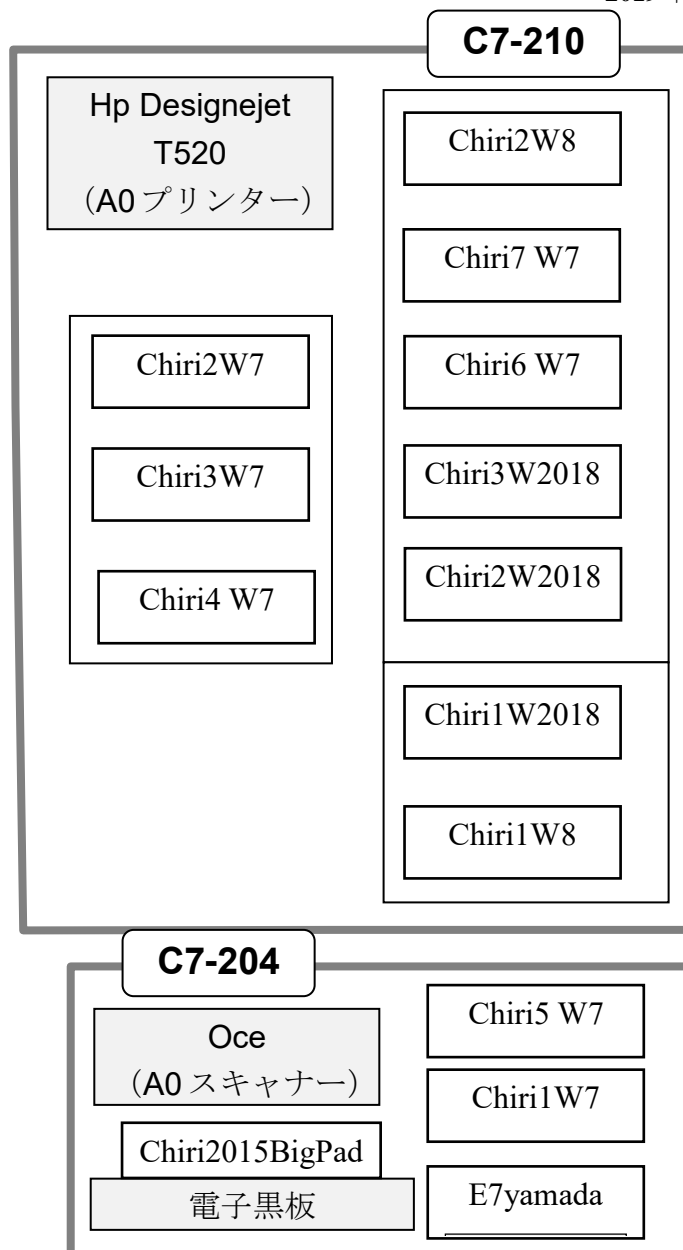 C7-210
Hp Designejet
T520
（A0プリンター）
Chiri2W7
Chiri3W7
Chiri4 W7
Chiri2W8
Chiri7 W7
Chiri6 W7
Chiri3W2018
Chiri2W2018
Chiri1W2018
Chiri1W8
C7-204
Oce
（A0スキャナー）
Chiri2015BigPad
電子黒板
Chiri5 W7
Chiri1W7
E7yamada